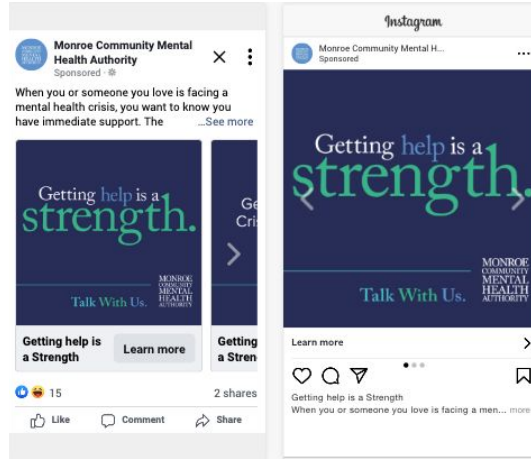 Monroe Community Mental
Health Authority
Sponsored ·
When you or someone you love is facing a
mental health crisis, you want to know you
have immediate support. The ...See more
Getting help is a
strength.
Talk With Us.
MONROE
COMMUNITY
MENTAL
HEALTH
AUTHORITY
Ge
Cri
Getting help is
a Strength
Learn more
Getting
a Stren
15
2 shares
Like
Comment
Share
Instagram
Monroe Community Mental H...
Sponsored
Getting help is a
strength.
Talk With Us.
MONROE
COMMUNITY
MENTAL
HEALTH
AUTHORITY
Learn more
Getting help is a Strength
When you or someone you love is facing a men... more